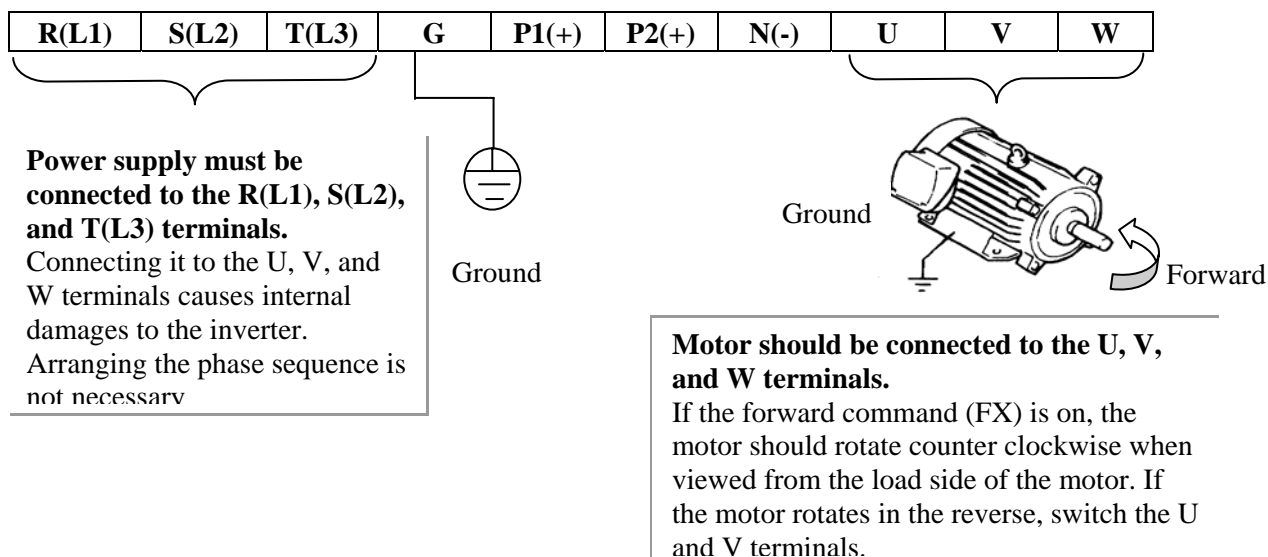 R(L1) S(L2) T(L3) G P1(+) P2(+) N(-) U V W
Power supply must be
connected to the R(L1), S(L2),
and T(L3) terminals.
Connecting it to the U, V, and
W terminals causes internal
damages to the inverter.
Arranging the phase sequence is
not necessary
Ground
Ground
Forward
Motor should be connected to the U, V,
and W terminals.
If the forward command (FX) is on, the
motor should rotate counter clockwise when
viewed from the load side of the motor. If
the motor rotates in the reverse, switch the U
and V terminals.